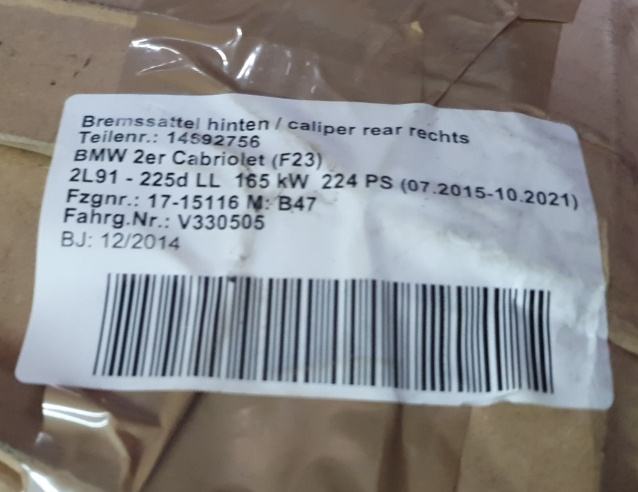 Bremssattel hinten / caliper rear rechts
Teilenr.: 14592756
BMW 2er Cabriolet (F23)
2L91 - 225d LL 165 kW 224 PS (07.2015-10.2021)
Fzgnr.: 17-15116 M: B47
Fahrg.Nr.: V330505
BJ: 12/2014